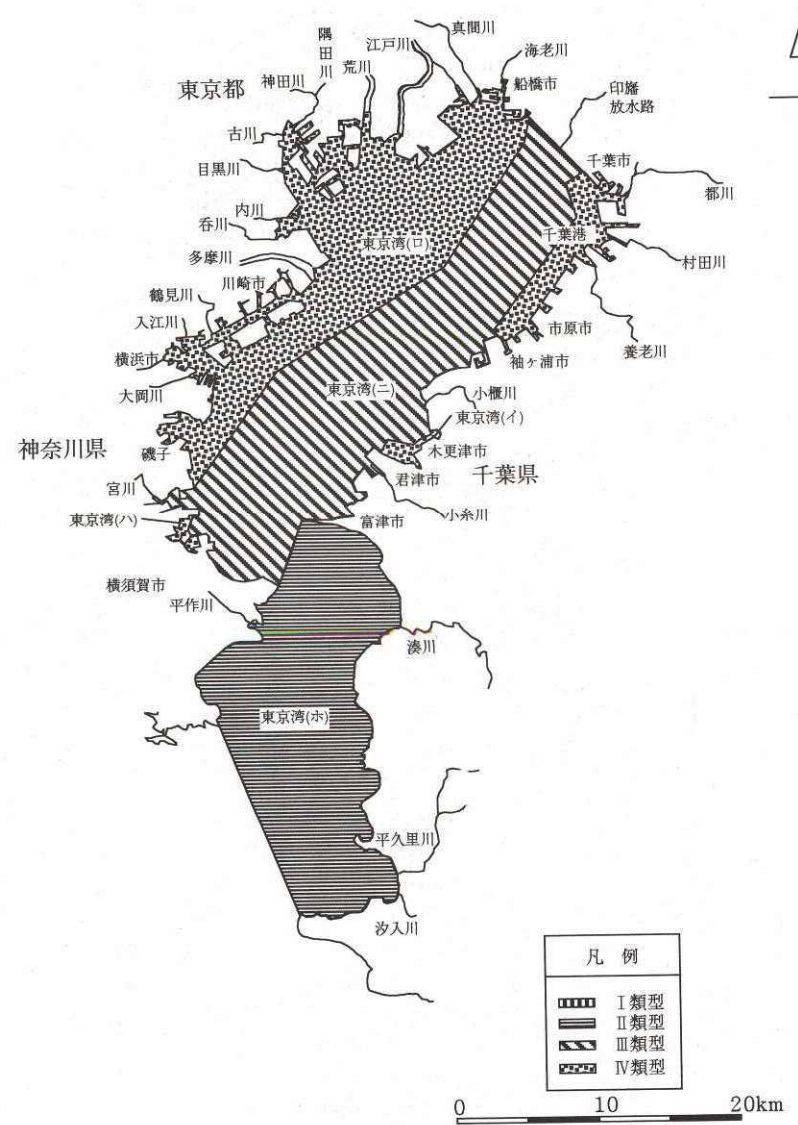 真間川
隅田川
江戸川
海老川
荒川
船橋市
東京都
神田川
印旛
放水路
古川
千葉市
目黒川
都川
内川
呑川
東京湾(ロ)
千葉港
多摩川
村田川
川崎市
鶴見川
入江川
市原市
養老川
横浜市
袖ヶ浦市
大岡川
東京湾(ニ)
小櫃川
東京湾(イ)
神奈川県
磯子
木更津市
千葉県
君津市
宮川
東京湾(ハ)
小糸川
富津市
横須賀市
平作川
湊川
東京湾(ホ)
平久里川
汐入川
凡 例
I類型
II類型
III類型
IV類型
0 10 20km